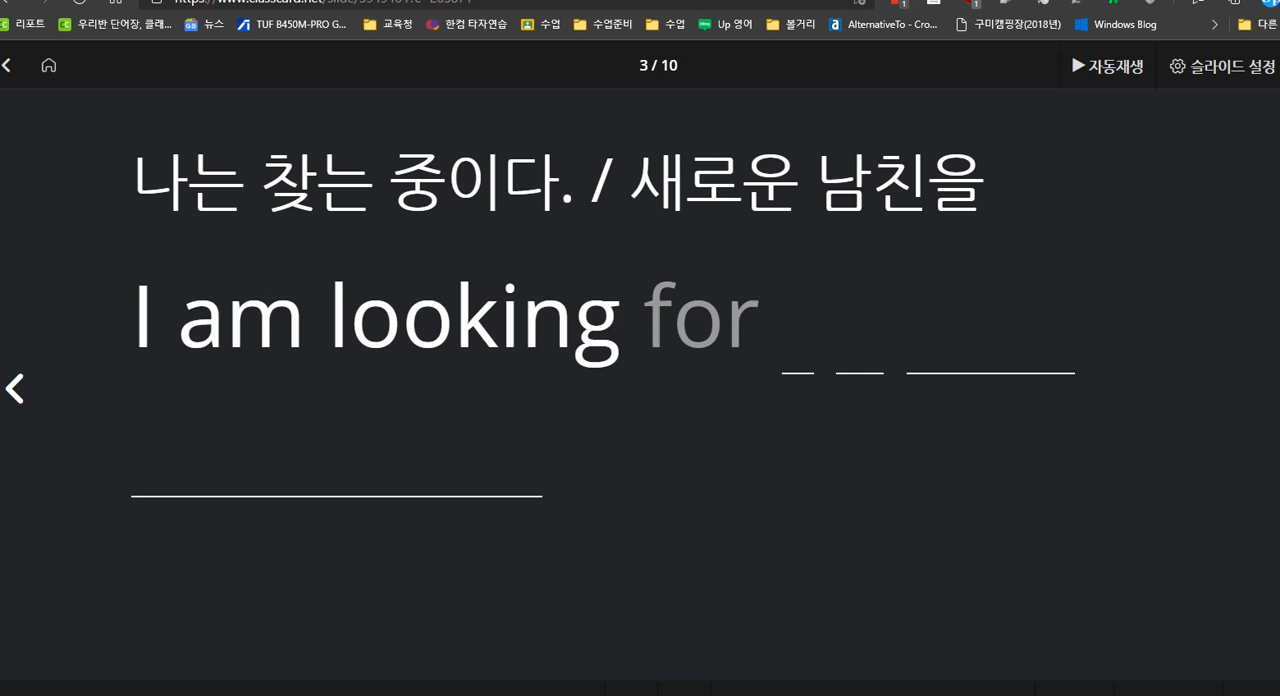 리포트 우리반 단어장, 클래... 뉴스 TUF B450M-PRO G... 교육청 한컴 타자연습 수업 수업준비 수업 Up 영어 볼거리 AlternativeTo - Cro... 구미캠핑장(2018년) Windows Blog 다른
3 / 10 자동재생 슬라이드 설정
나는 찾는 중이다. / 새로운 남친을
I am looking for